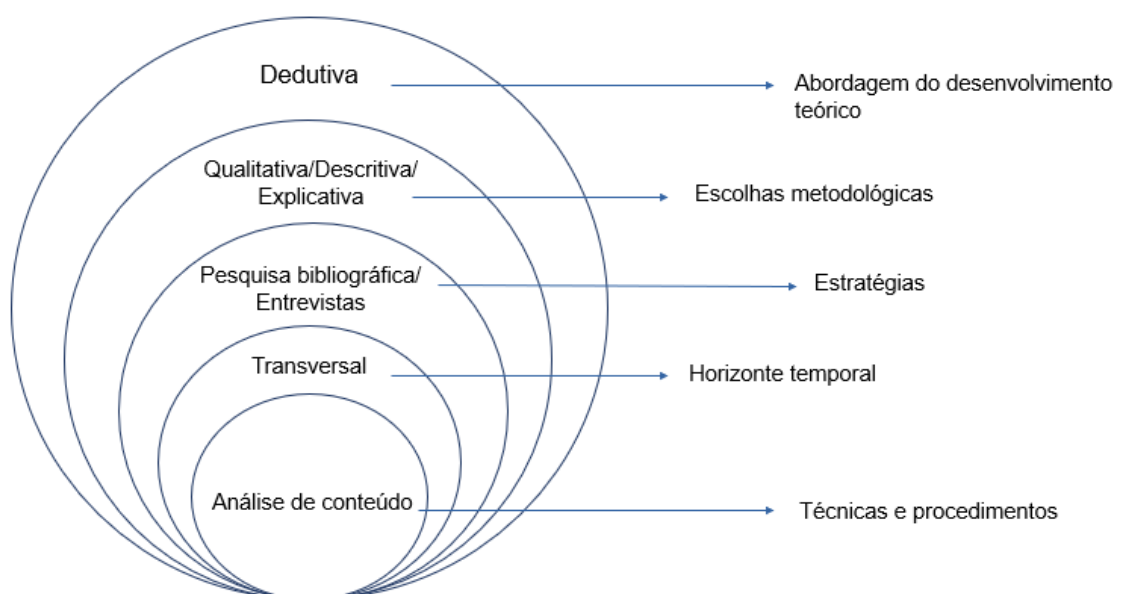 Dedutiva
Abordagem do desenvolvimento
teórico
Qualitativa/Descritiva/
Explicativa
Escolhas metodológicas
Pesquisa bibliográfica/
Entrevistas
Estratégias
Transversal
Horizonte temporal
Análise de conteúdo
Técnicas e procedimentos